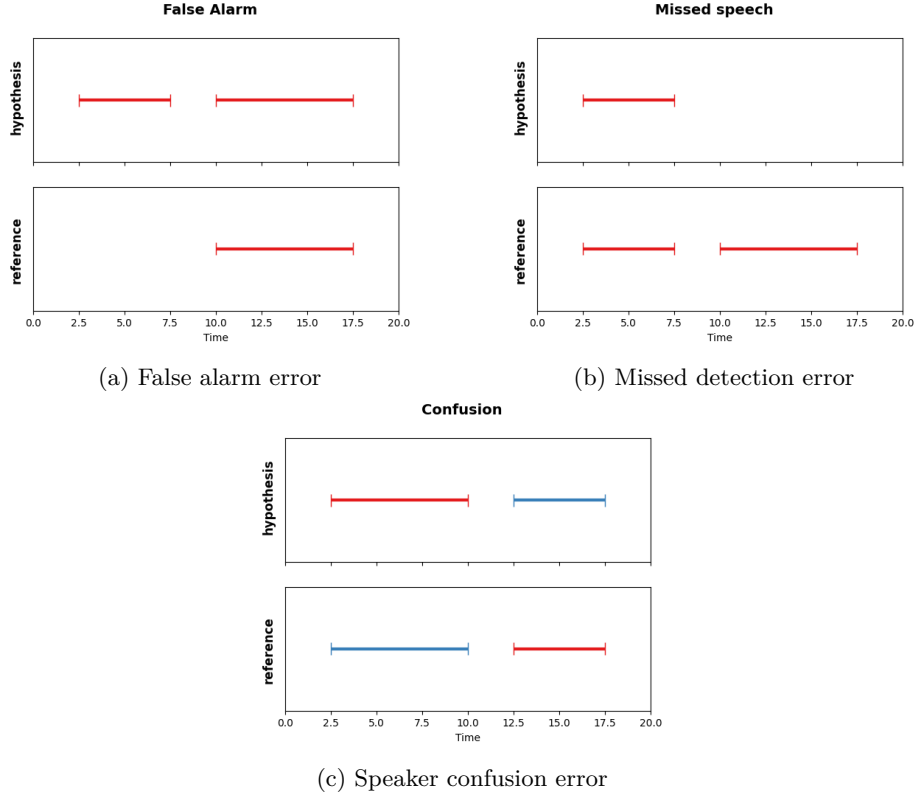 False Alarm
hypothesis
reference
0.0 2.5 5.0 7.5 10.0 12.5 15.0 17.5 20.0
Time
(a) False alarm error
Missed speech
hypothesis
reference
0.0 2.5 5.0 7.5 10.0 12.5 15.0 17.5 20.0
Time
(b) Missed detection error
Confusion
hypothesis
reference
0.0 2.5 5.0 7.5 10.0 12.5 15.0 17.5 20.0
Time
(c) Speaker confusion error